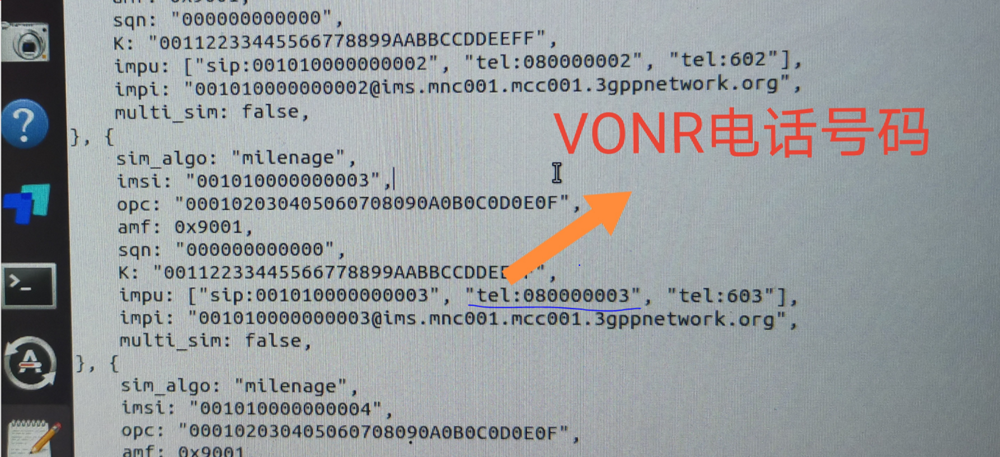 amf: 0x9001,
sqn: "000000000000",
K: "00112233445566778899AABBCCDDEEFF",
impu: ["sip:001010000000002", "tel:080000002", "tel:602"],
impi: "001010000000002@ims.mnc001.mcc001.3gppnetwork.org",
multi_sim: false,
}, {
VONR电话号码
sim_algo: "milenage",
imsi: "001010000000003",
opc: "000102030405060708090A0B0C0D0E0F",
amf: 0x9001,
sqn: "000000000000",
K: "00112233445566778899AABBCCDDEE",
impu: ["sip:001010000000003", "tel:080000003", "tel:603"],
impi: "001010000000003@ims.mnc001.mcc001.3gppnetwork.org",
multi_sim: false,
}, {
sim_algo: "milenage",
imsi: "001010000000004",
opc: "000102030405060708090A0B0C0D0E0F",
amf: 0x9001